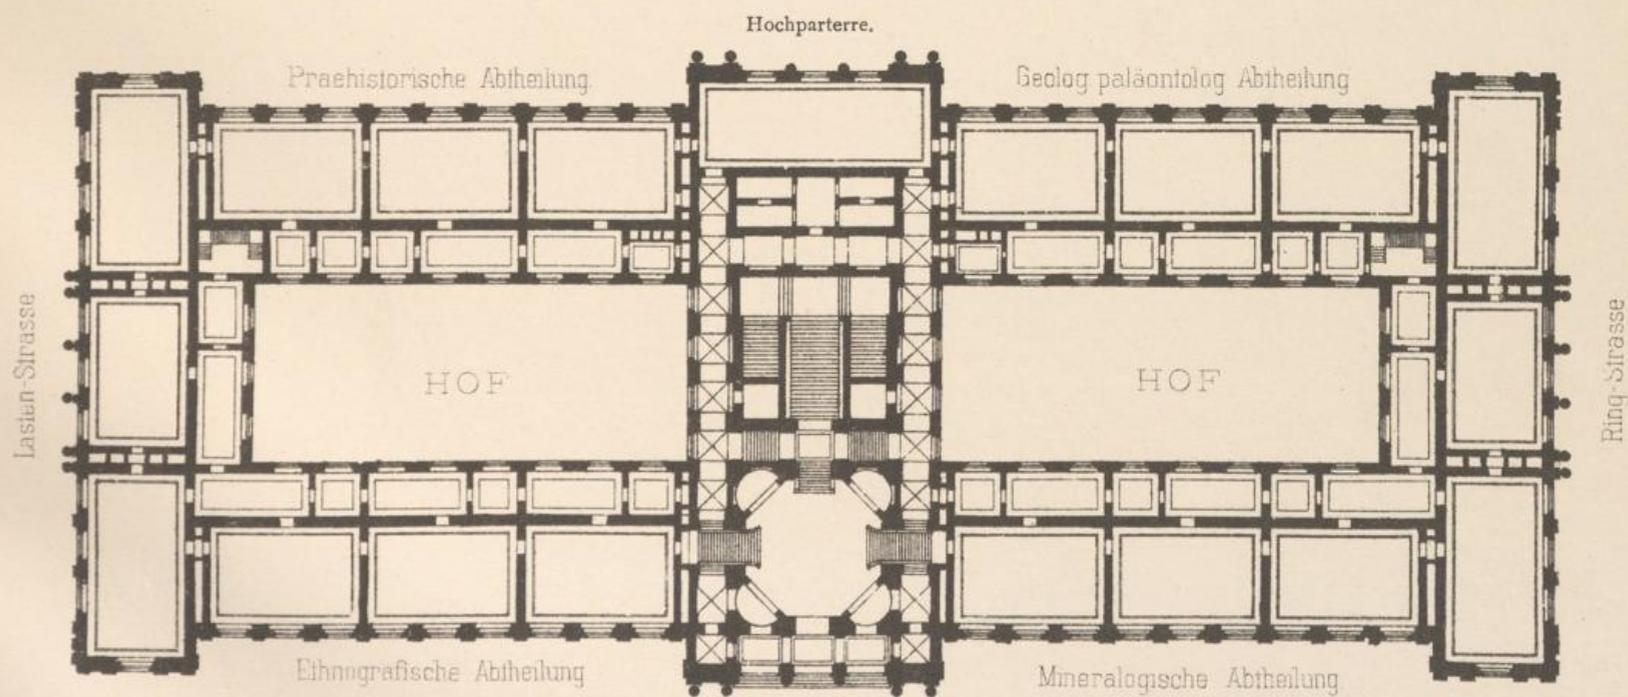 Hochparterre.
Praehistorische Abtheilung.
Geolog paläontolog Abtheilung
Lasten-Strasse
HOF
HOF
Ring-Strasse
Ethnografische Abtheilung
Mineralogische Abtheilung